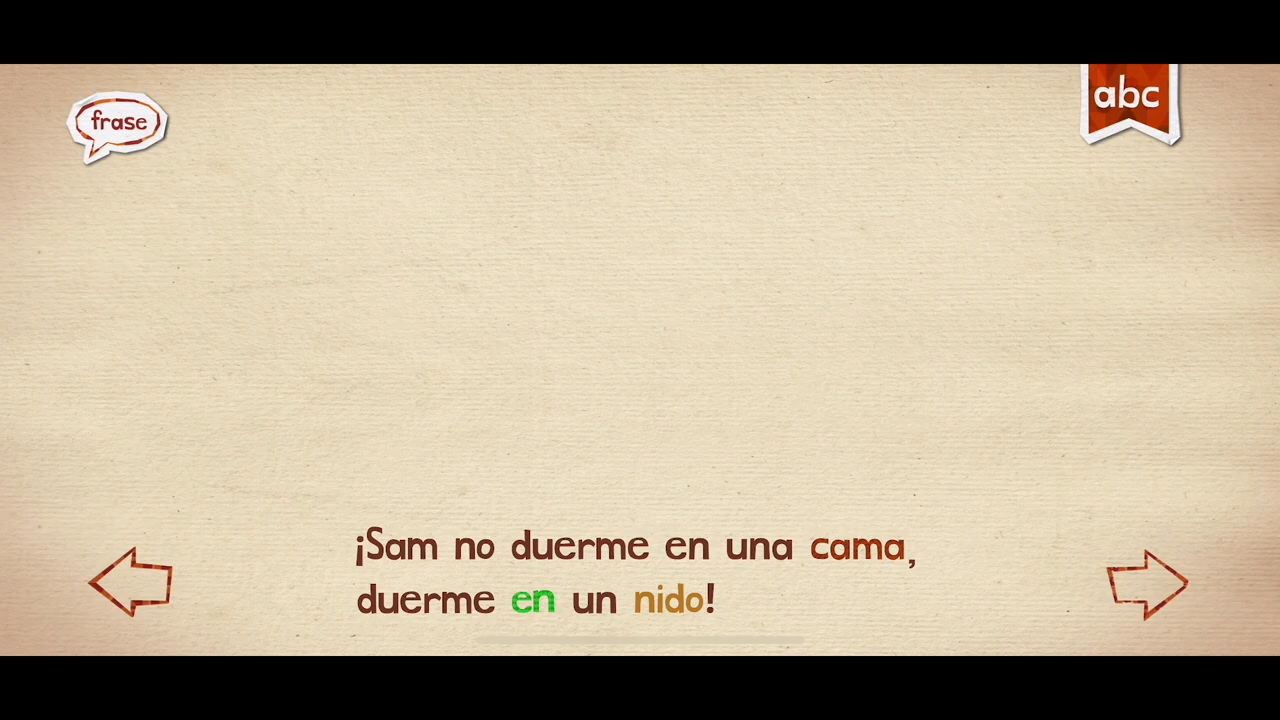 frase
abc
¡Sam no duerme en una cama,
duerme en un nido!